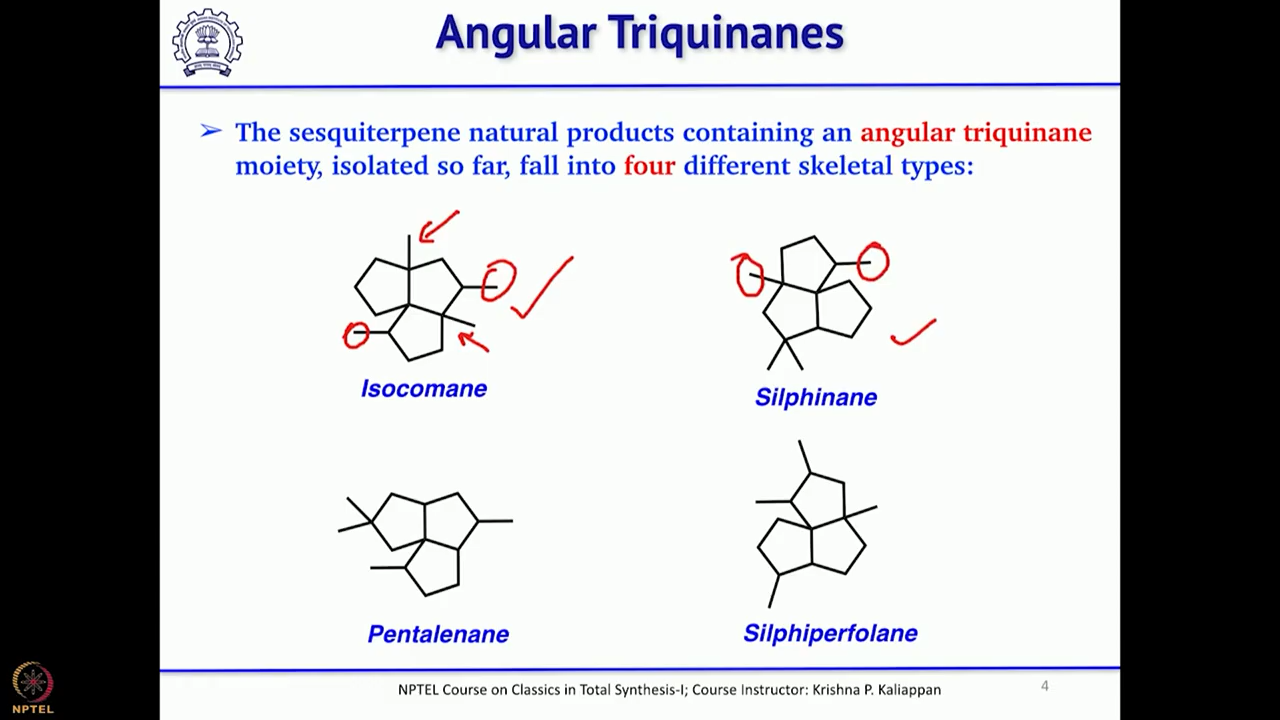 Angular Triquinanes
➢ The sesquiterpene natural products containing an angular triquinane
moiety, isolated so far, fall into four different skeletal types:
Isocomane
Silphinane
Pentalenane
Silphiperfolane
NPTEL Course on Classics in Total Synthesis-I; Course Instructor: Krishna P. Kaliappan
4
NPTEL